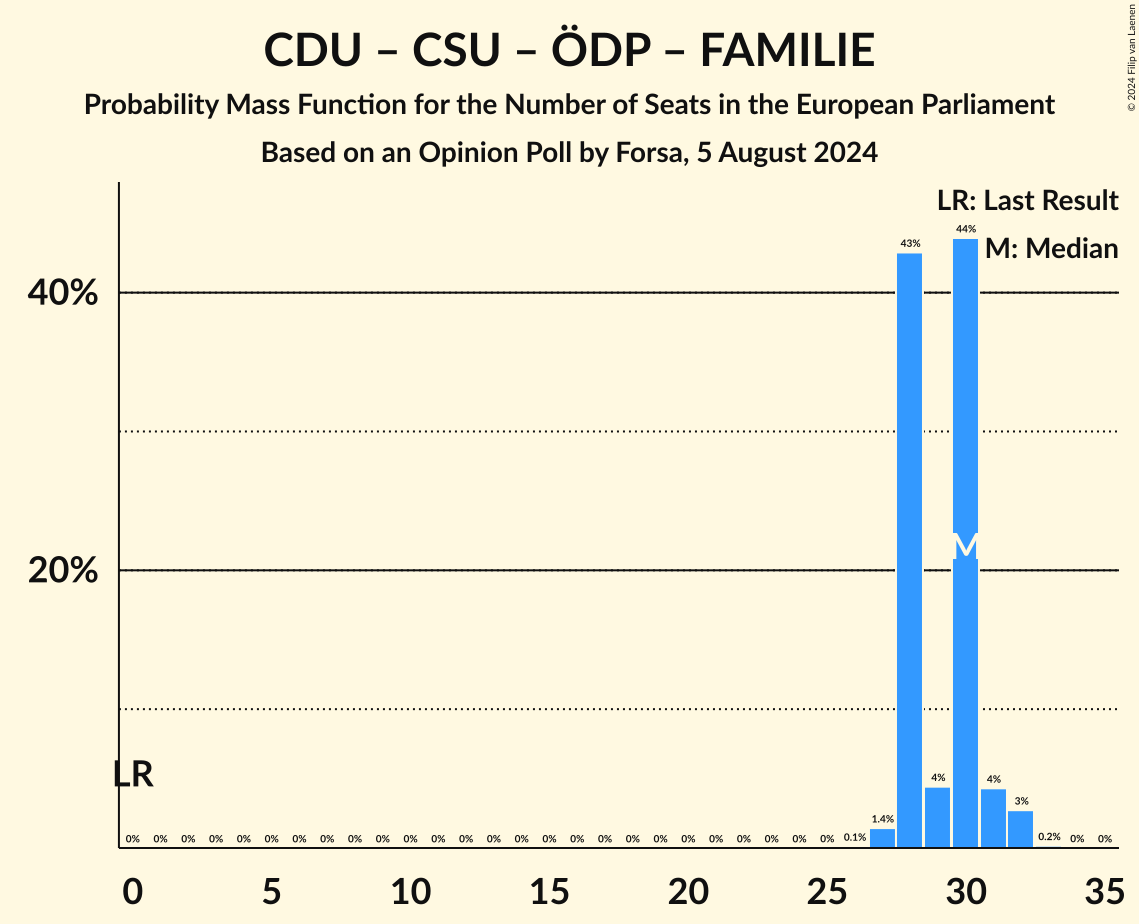 CDU – CSU – ÖDP – FAMILIE
Probability Mass Function for the Number of Seats in the European Parliament
Based on an Opinion Poll by Forsa, 5 August 2024
© 2024 Filip van Laenen
LR: Last Result
M: Median
40%
20%
LR
M
0% 0% 0% 0% 0% 0% 0% 0% 0% 0% 0% 0% 0% 0% 0% 0% 0% 0% 0% 0% 0% 0% 0% 0% 0% 0% 0.1% 1.4% 43% 4% 44% 4% 3% 0.2% 0% 0%
0 5 10 15 20 25 30 35